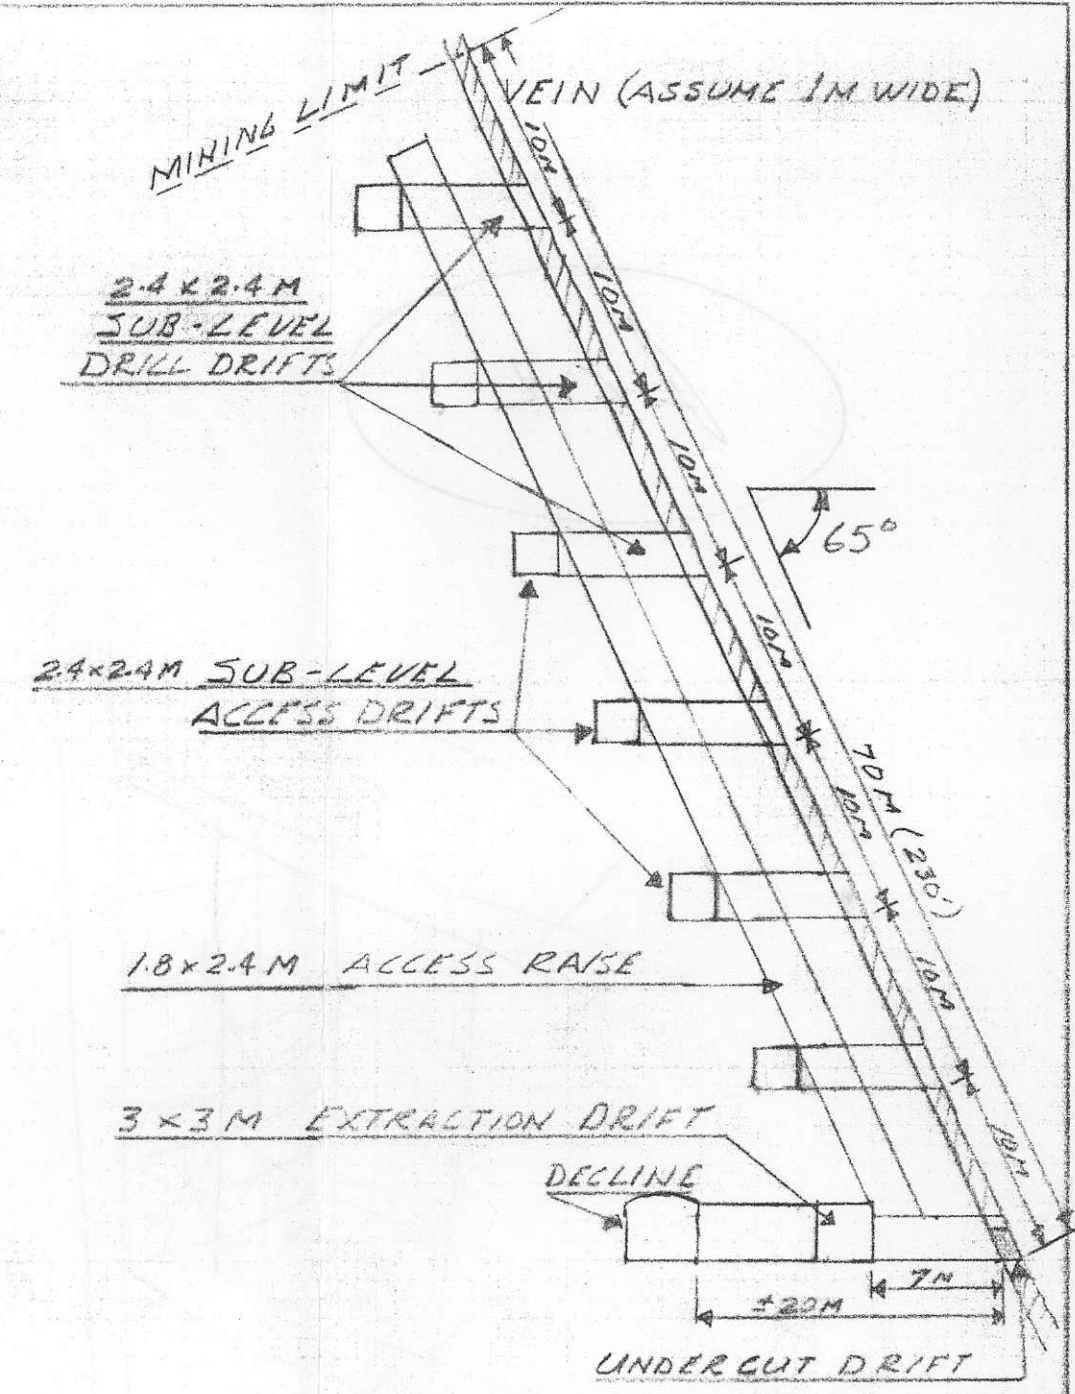 MINING LIMIT
VEIN (ASSUME 1M WIDE)
10M
2.4 x 2.4 M
SUB-LEVEL
DRILL DRIFTS
10M
10M
65°
10M
2.4x2.4M SUB-LEVEL
ACCESS DRIFTS
70M (230')
10M
1.8 x 2.4 M ACCESS RAISE
10M
3 x 3 M EXTRACTION DRIFT
10M
DECLINE
7M
±20M
UNDERCUT DRIFT